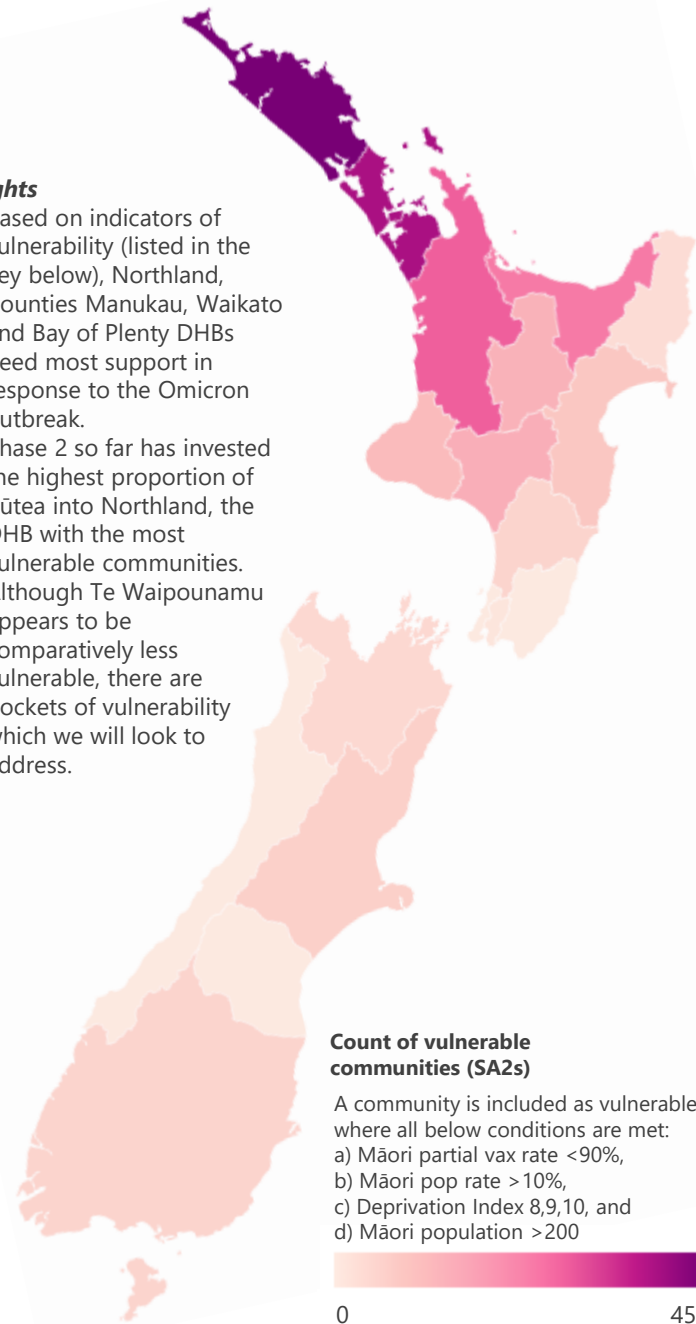 ghts
ased on indicators of
ulnerability (listed in the
ey below), Northland,
ounties Manukau, Waikato
nd Bay of Plenty DHBs
eed most support in
esponse to the Omicron
utbreak.
hase 2 so far has invested
he highest proportion of
ūtea into Northland, the
HB with the most
ulnerable communities.
lthough Te Waipounamu
ppears to be
omparatively less
ulnerable, there are
ockets of vulnerability
hich we will look to
ddress.
Count of vulnerable
communities (SA2s)
A community is included as vulnerable
where all below conditions are met:
a) Māori partial vax rate <90%,
b) Māori pop rate >10%,
c) Deprivation Index 8,9,10, and
d) Māori population >200
0 45